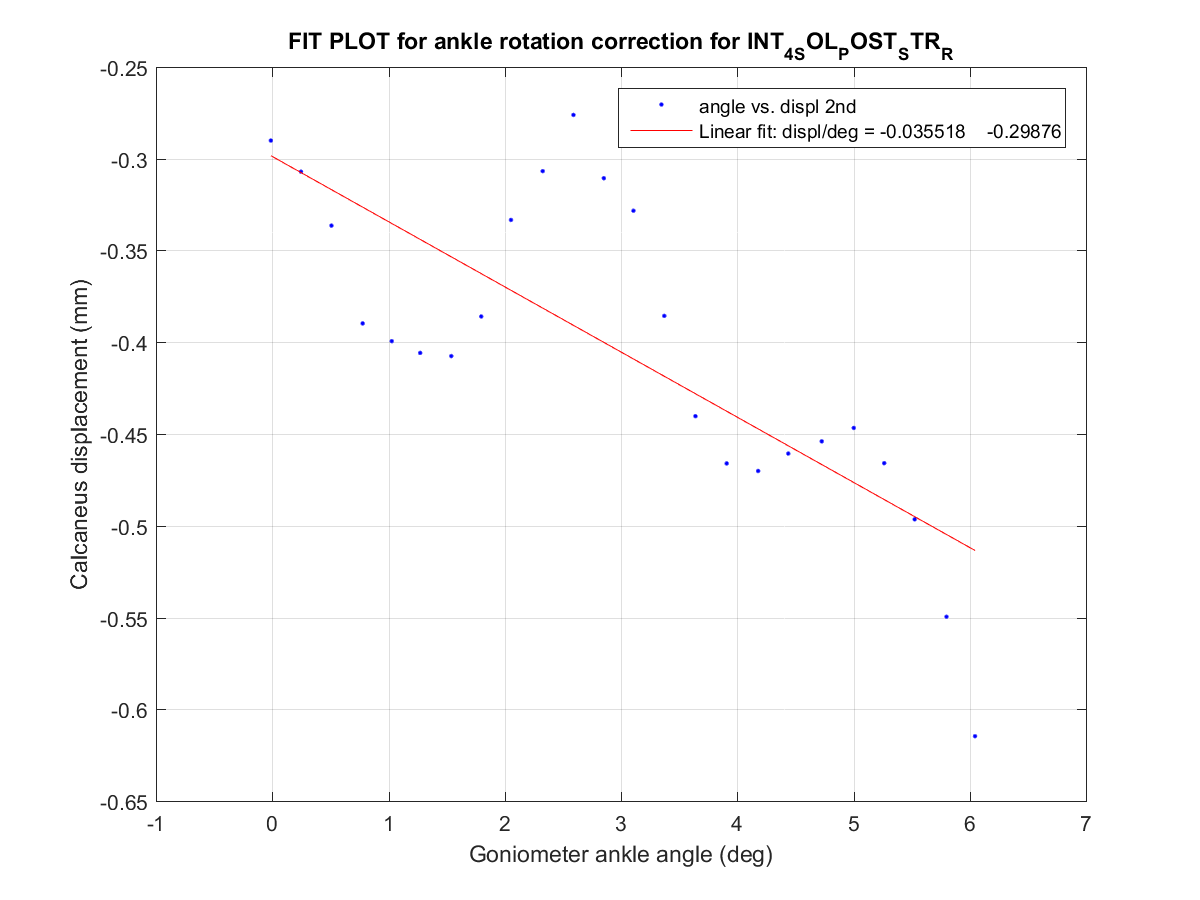 FIT PLOT for ankle rotation correction for INT4SOLPOSTSTRR
angle vs. displ 2nd
Linear fit: displ/deg = -0.035518 -0.29876
-0.25
-0.3
-0.35
-0.4
-0.45
-0.5
-0.55
-0.6
-0.65
Calcaneus displacement (mm)
-1 0 1 2 3 4 5 6 7
Goniometer ankle angle (deg)